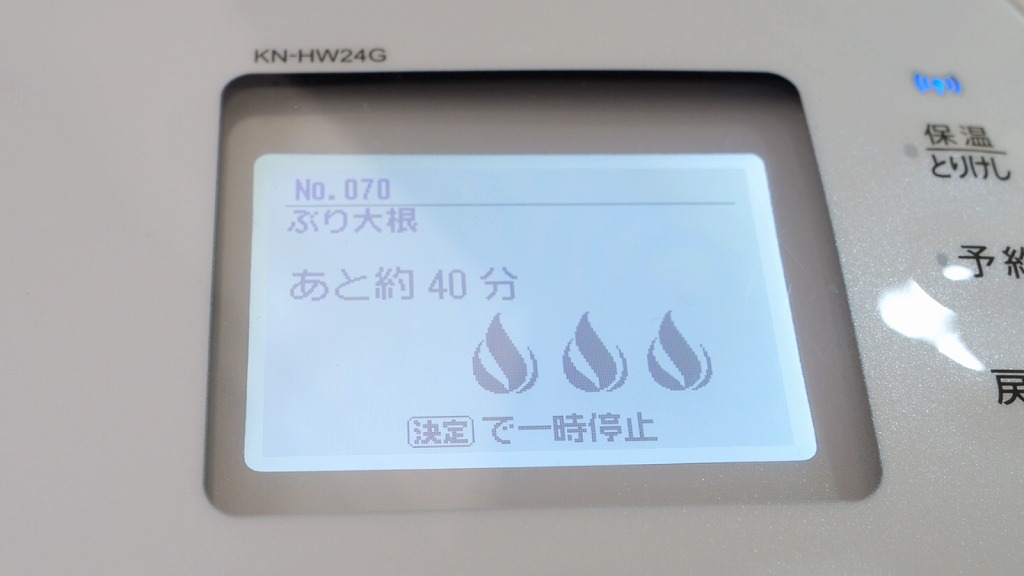 KN-HW24G
No.070
ぶり大根
あと約 40 分
決定 で一時停止
保温
とりけし
予約
戻